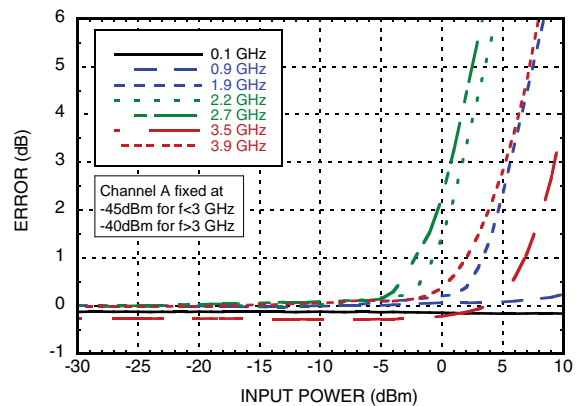 6
5
4
3
2
1
0
-1
ERROR (dB)
0.1 GHz
0.9 GHz
1.9 GHz
2.2 GHz
2.7 GHz
3.5 GHz
3.9 GHz
Channel A fixed at
-45dBm for f<3 GHz
-40dBm for f>3 GHz
-30 -25 -20 -15 -10 -5 0 5 10
INPUT POWER (dBm)